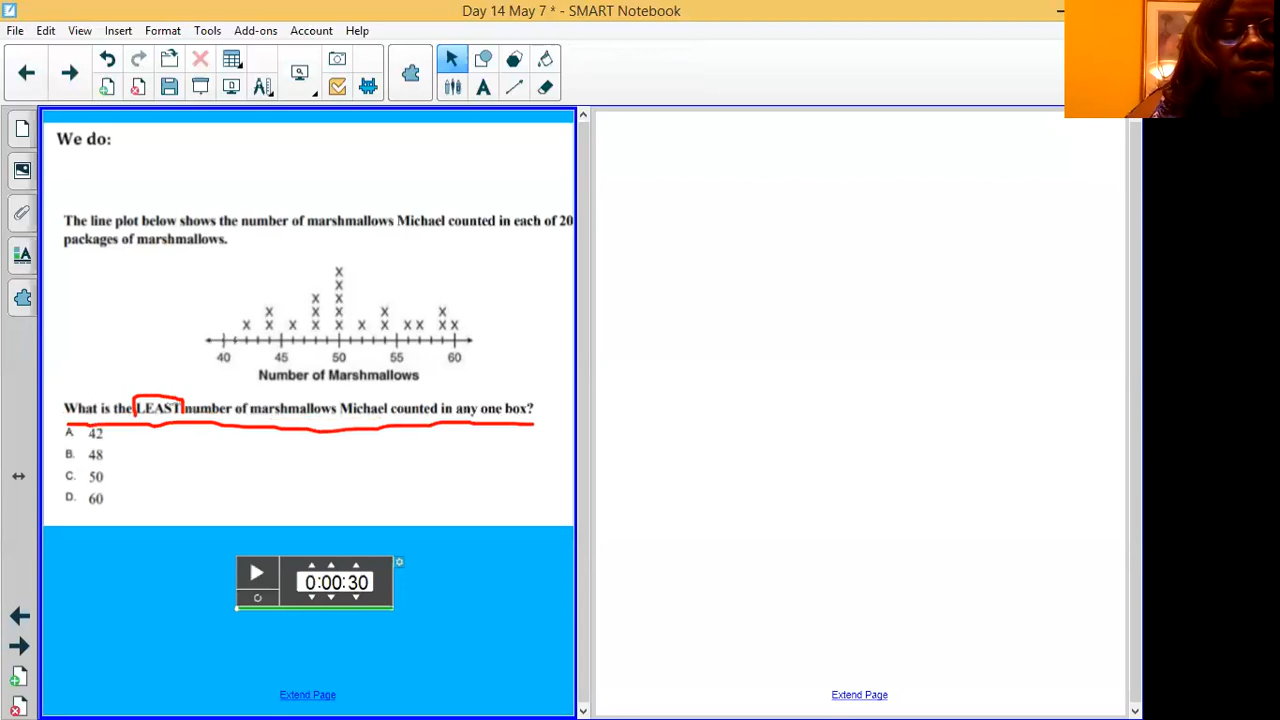 Day 14 May 7 * - SMART Notebook
File Edit View Insert Format Tools Add-ons Account Help
We do:
The line plot below shows the number of marshmallows Michael counted in each of 20
packages of marshmallows.
40 45 50 55 60
Number of Marshmallows
What is the LEAST number of marshmallows Michael counted in any one box?
A. 42
B. 48
C. 50
D. 60
0:00:30
Extend Page
Extend Page